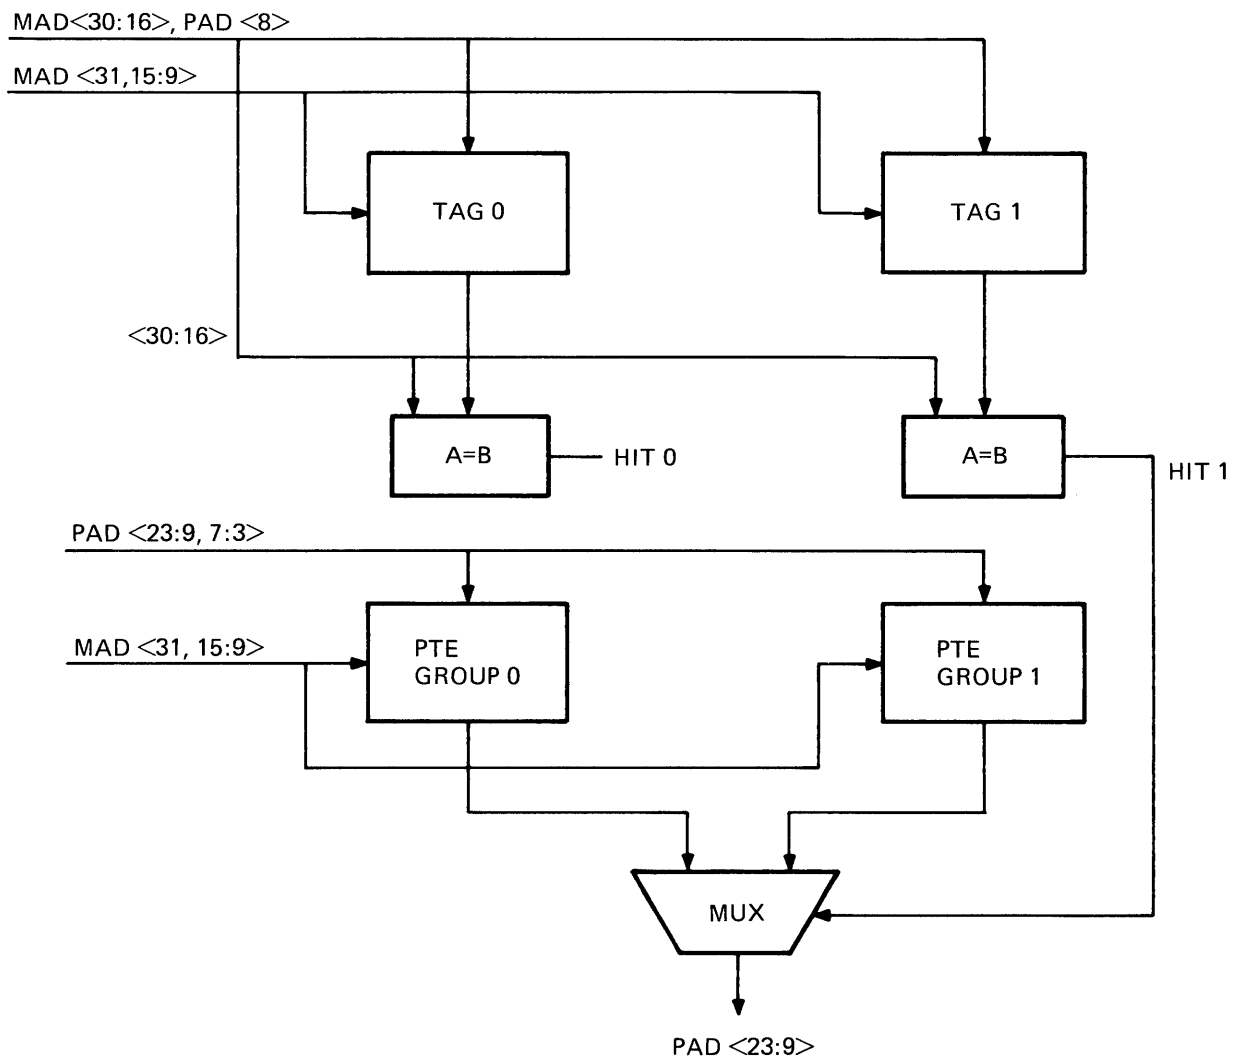 MAD<30:16>, PAD <8>
MAD <31,15:9>
TAG 0
TAG 1
<30:16>
A=B
HIT 0
A=B
HIT 1
PAD <23:9, 7:3>
MAD <31, 15:9>
PTE
GROUP 0
PTE
GROUP 1
MUX
PAD <23:9>